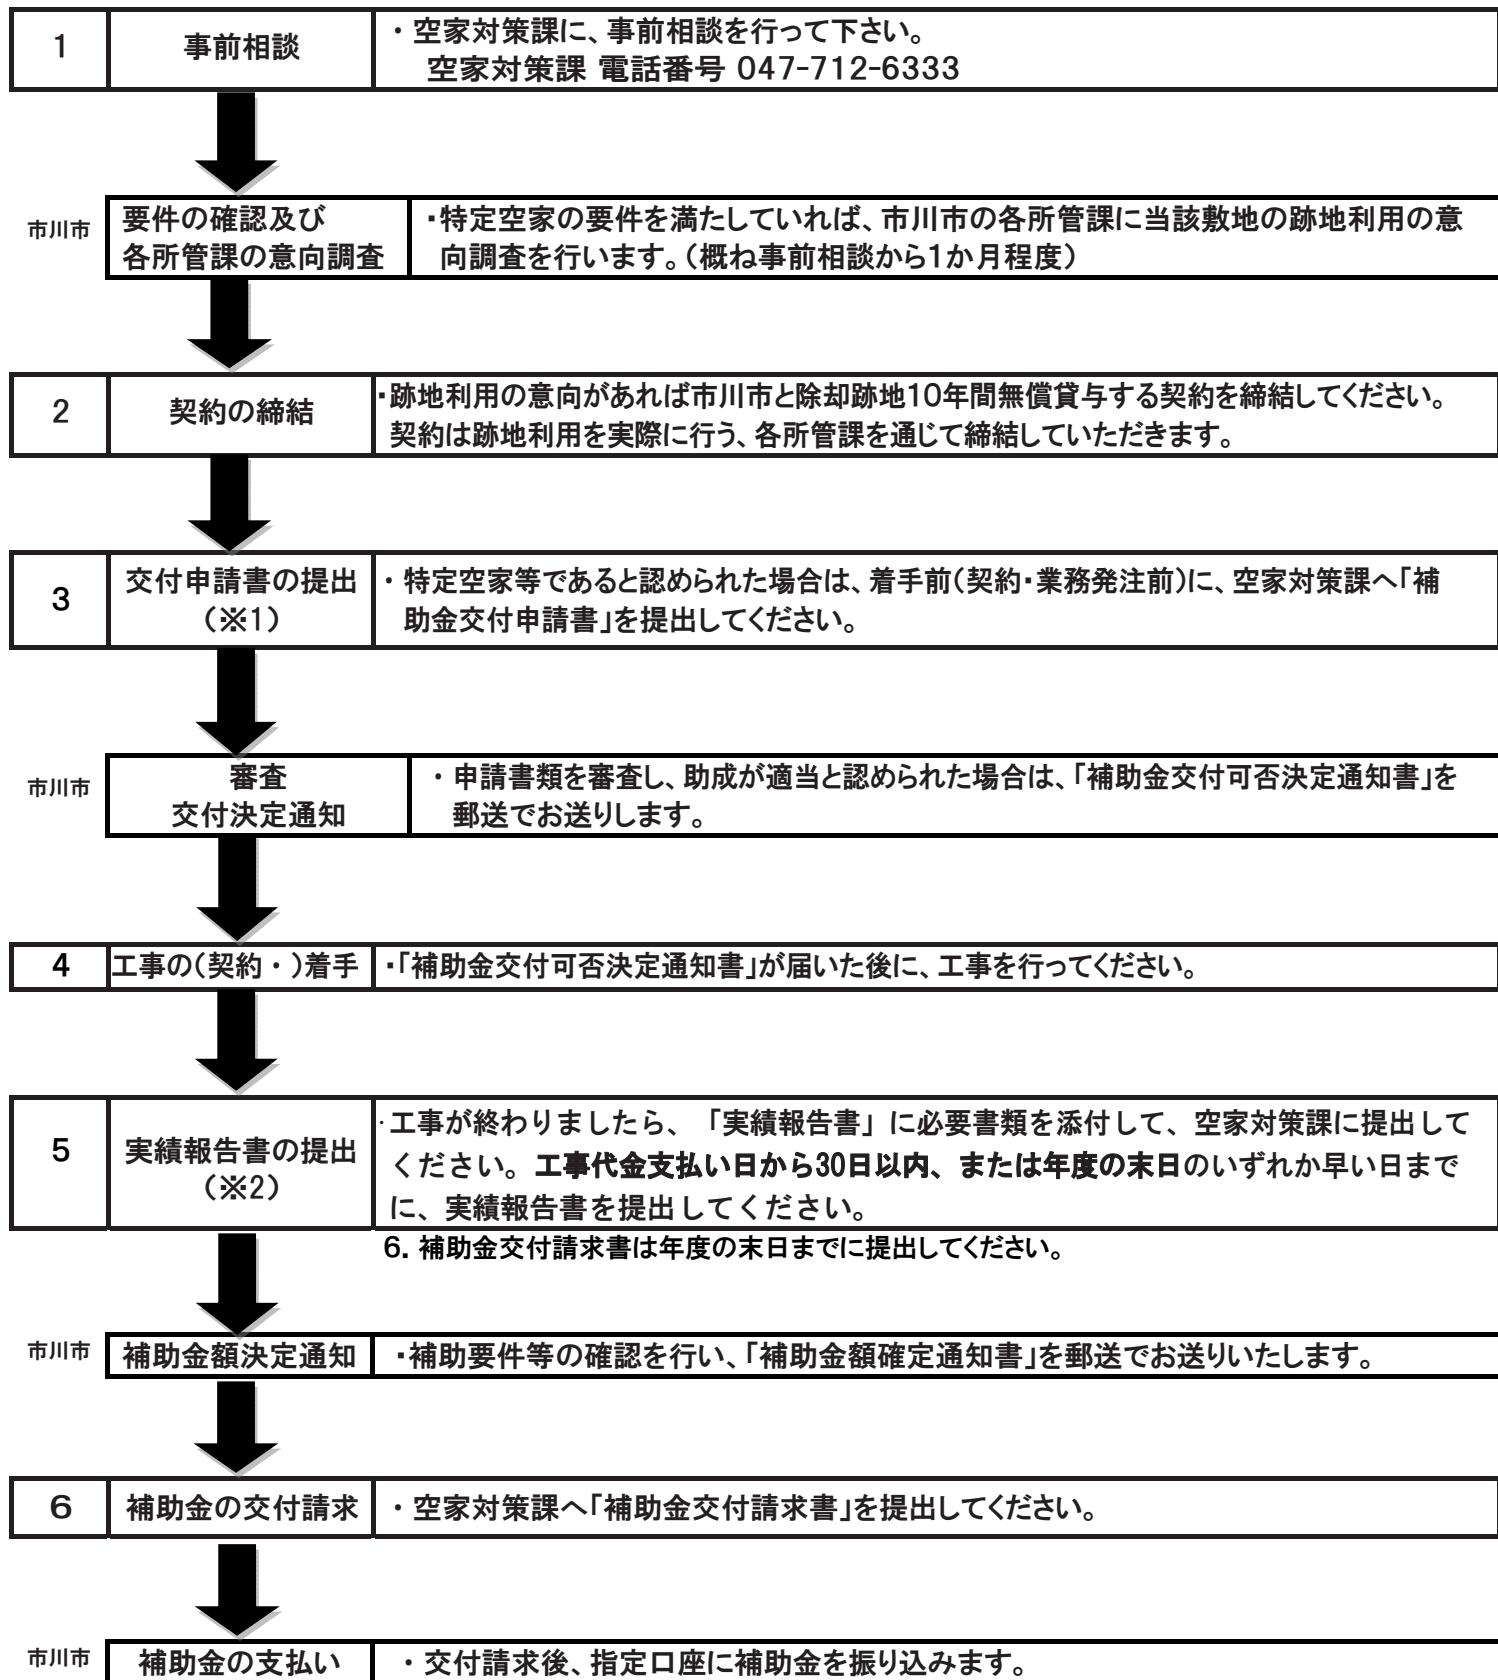 1
事前相談
・空家対策課に、事前相談を行って下さい。
空家対策課 電話番号 047-712-6333
市川市
要件の確認及び
各所管課の意向調査
・特定空家の要件を満たしていれば、市川市の各所管課に当該敷地の跡地利用の意
向調査を行います。(概ね事前相談から1か月程度)
2
契約の締結
・跡地利用の意向があれば市川市と除却跡地10年間無償貸与する契約を締結してください。
契約は跡地利用を実際に行う、各所管課を通じて締結していただきます。
3
交付申請書の提出
(※1)
・特定空家等であると認められた場合は、着手前(契約・業務発注前)に、空家対策課へ「補
助金交付申請書」を提出してください。
市川市
審査
交付決定通知
・申請書類を審査し、助成が適当と認められた場合は、「補助金交付可否決定通知書」を
郵送でお送りします。
4
工事の(契約・)着手
・「補助金交付可否決定通知書」が届いた後に、工事を行ってください。
5
実績報告書の提出
(※2)
・工事が終わりましたら、「実績報告書」に必要書類を添付して、空家対策課に提出して
ください。工事代金支払い日から30日以内、または年度の末日のいずれか早い日まで
に、実績報告書を提出してください。
6. 補助金交付請求書は年度の末日までに提出してください。
市川市
補助金額決定通知
・補助要件等の確認を行い、「補助金額確定通知書」を郵送でお送りいたします。
6
補助金の交付請求
・空家対策課へ「補助金交付請求書」を提出してください。
市川市
補助金の支払い
・交付請求後、指定口座に補助金を振り込みます。